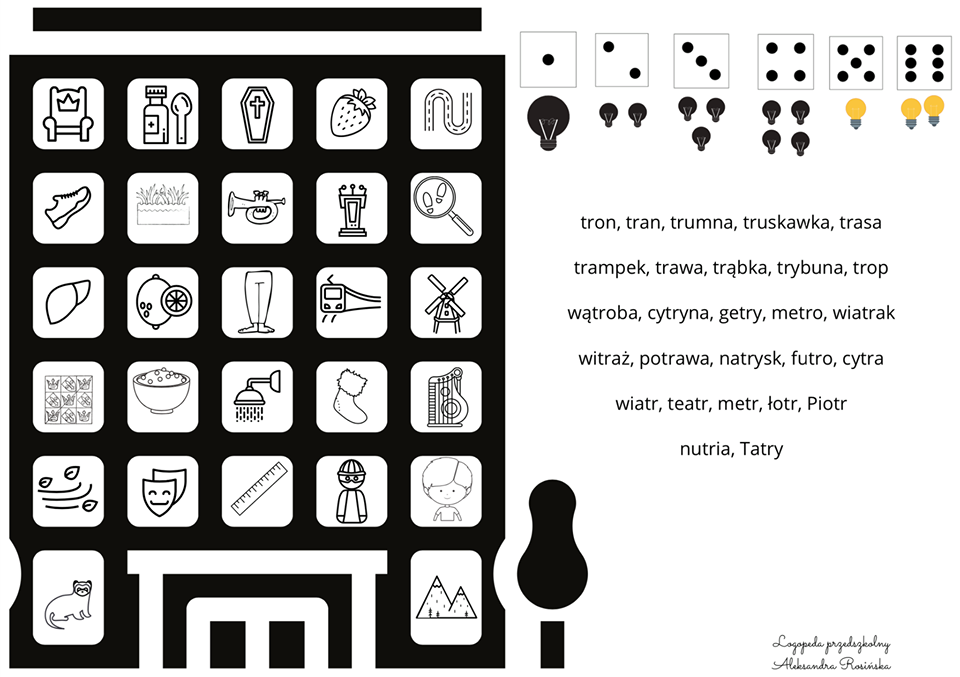 tron, tran, trumna, truskawka, trasa
trampek, trawa, trąbka, trybuna, trop
wątroba, cytryna, getry, metro, wiatrak
witraż, potrawa, natrysk, futro, cytra
wiatr, teatr, metr, łotr, Piotr
nutria, Tatry
Logopeda przedszkolny
Aleksandra Rosińska